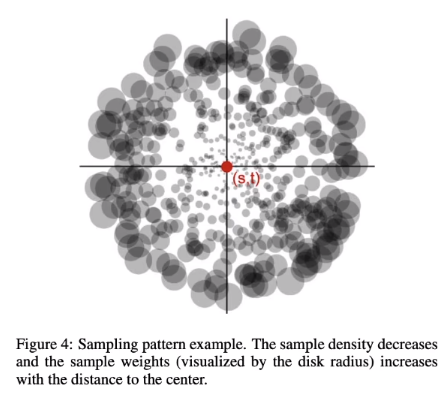 (s,t)
Figure 4: Sampling pattern example. The sample density decreases
and the sample weights (visualized by the disk radius) increases
with the distance to the center.